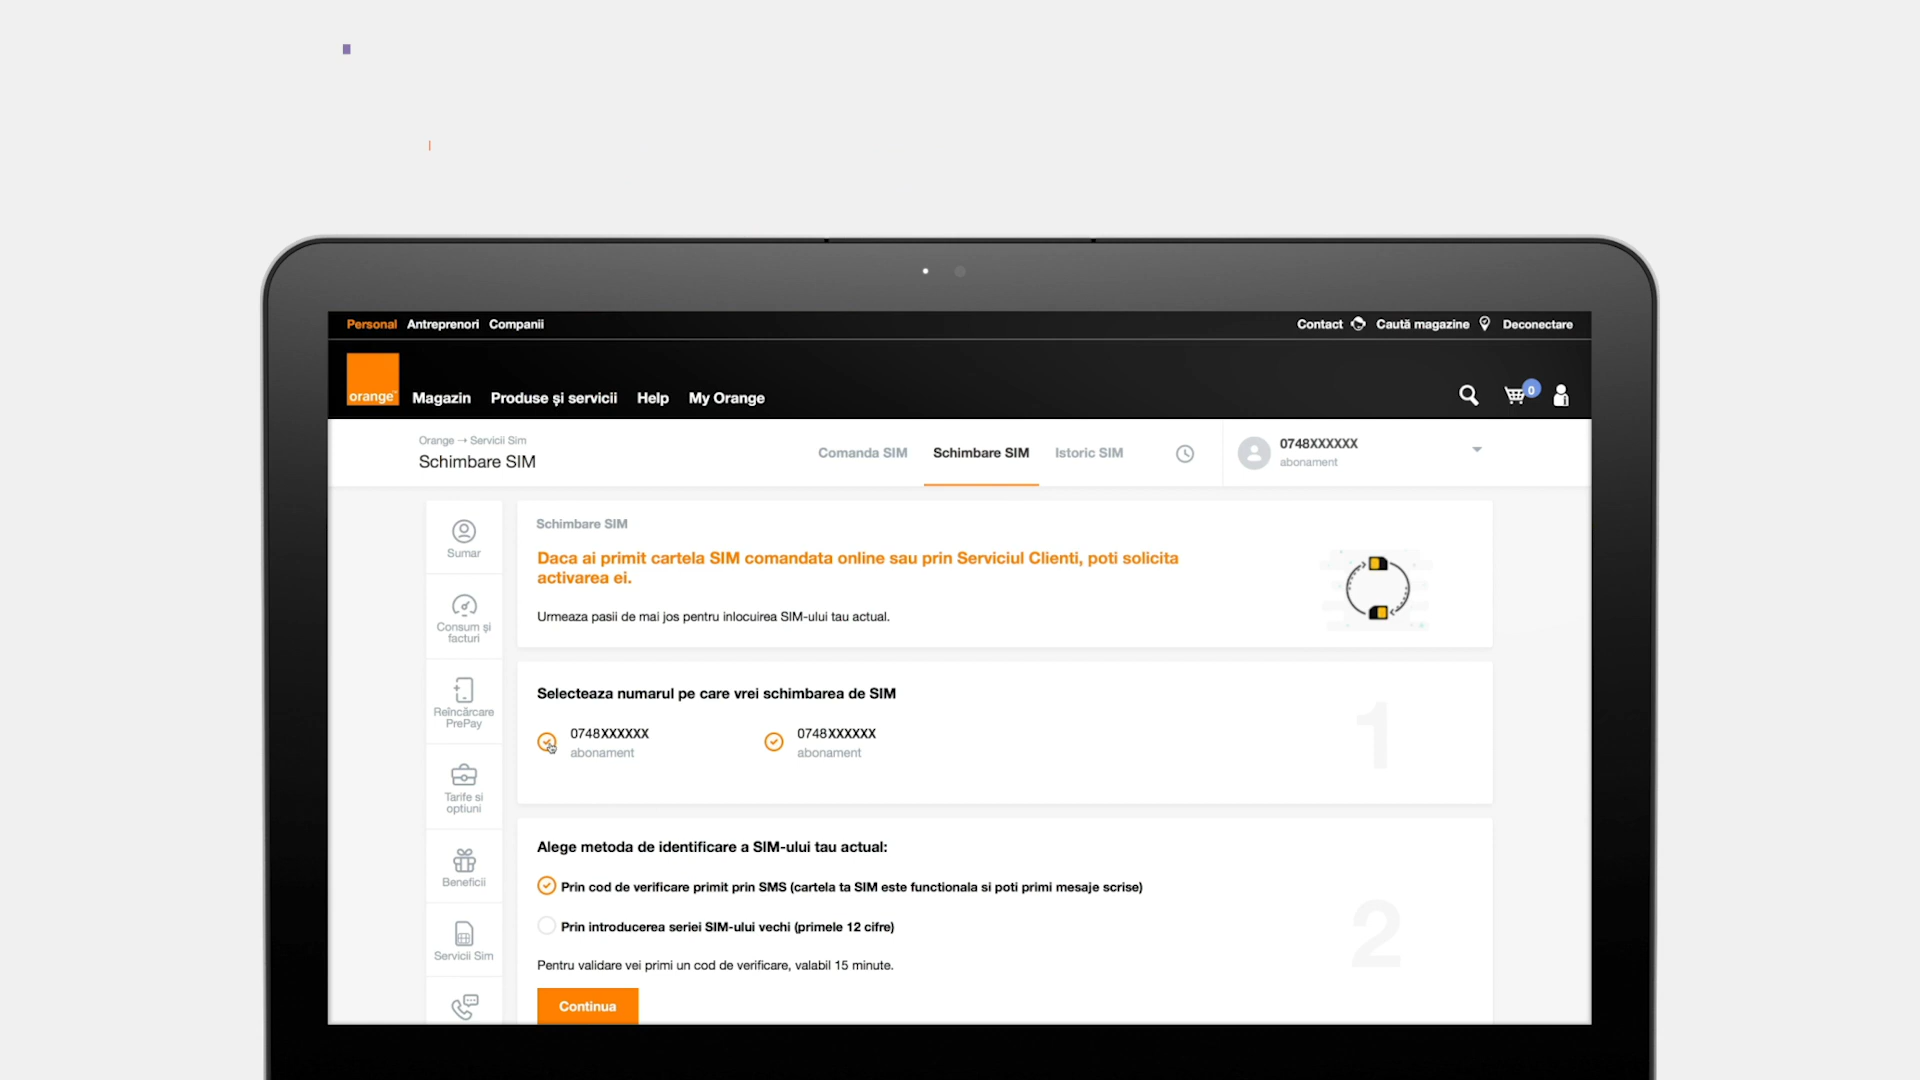 Personal Antreprenori Companii
Contact Caută magazine Deconectare
orange™
Magazin Produse și servicii Help My Orange
0
Orange → Servicii Sim
Schimbare SIM
Comanda SIM Schimbare SIM Istoric SIM
0748XXXXXX
abonament
Sumar
Consum și
facturi
Reîncărcare
PrePay
Tarife si
optiuni
Beneficii
Servicii Sim
Schimbare SIM
Daca ai primit cartela SIM comandata online sau prin Serviciul Clienti, poti solicita
activarea ei.
Urmeaza pasii de mai jos pentru inlocuirea SIM-ului tau actual.
Selecteaza numarul pe care vrei schimbarea de SIM
0748XXXXXX 0748XXXXXX
abonament abonament
1
Alege metoda de identificare a SIM-ului tau actual:
Prin cod de verificare primit prin SMS (cartela ta SIM este functionala si poti primi mesaje scrise)
Prin introducerea seriei SIM-ului vechi (primele 12 cifre)
2
Pentru validare vei primi un cod de verificare, valabil 15 minute.
Continua